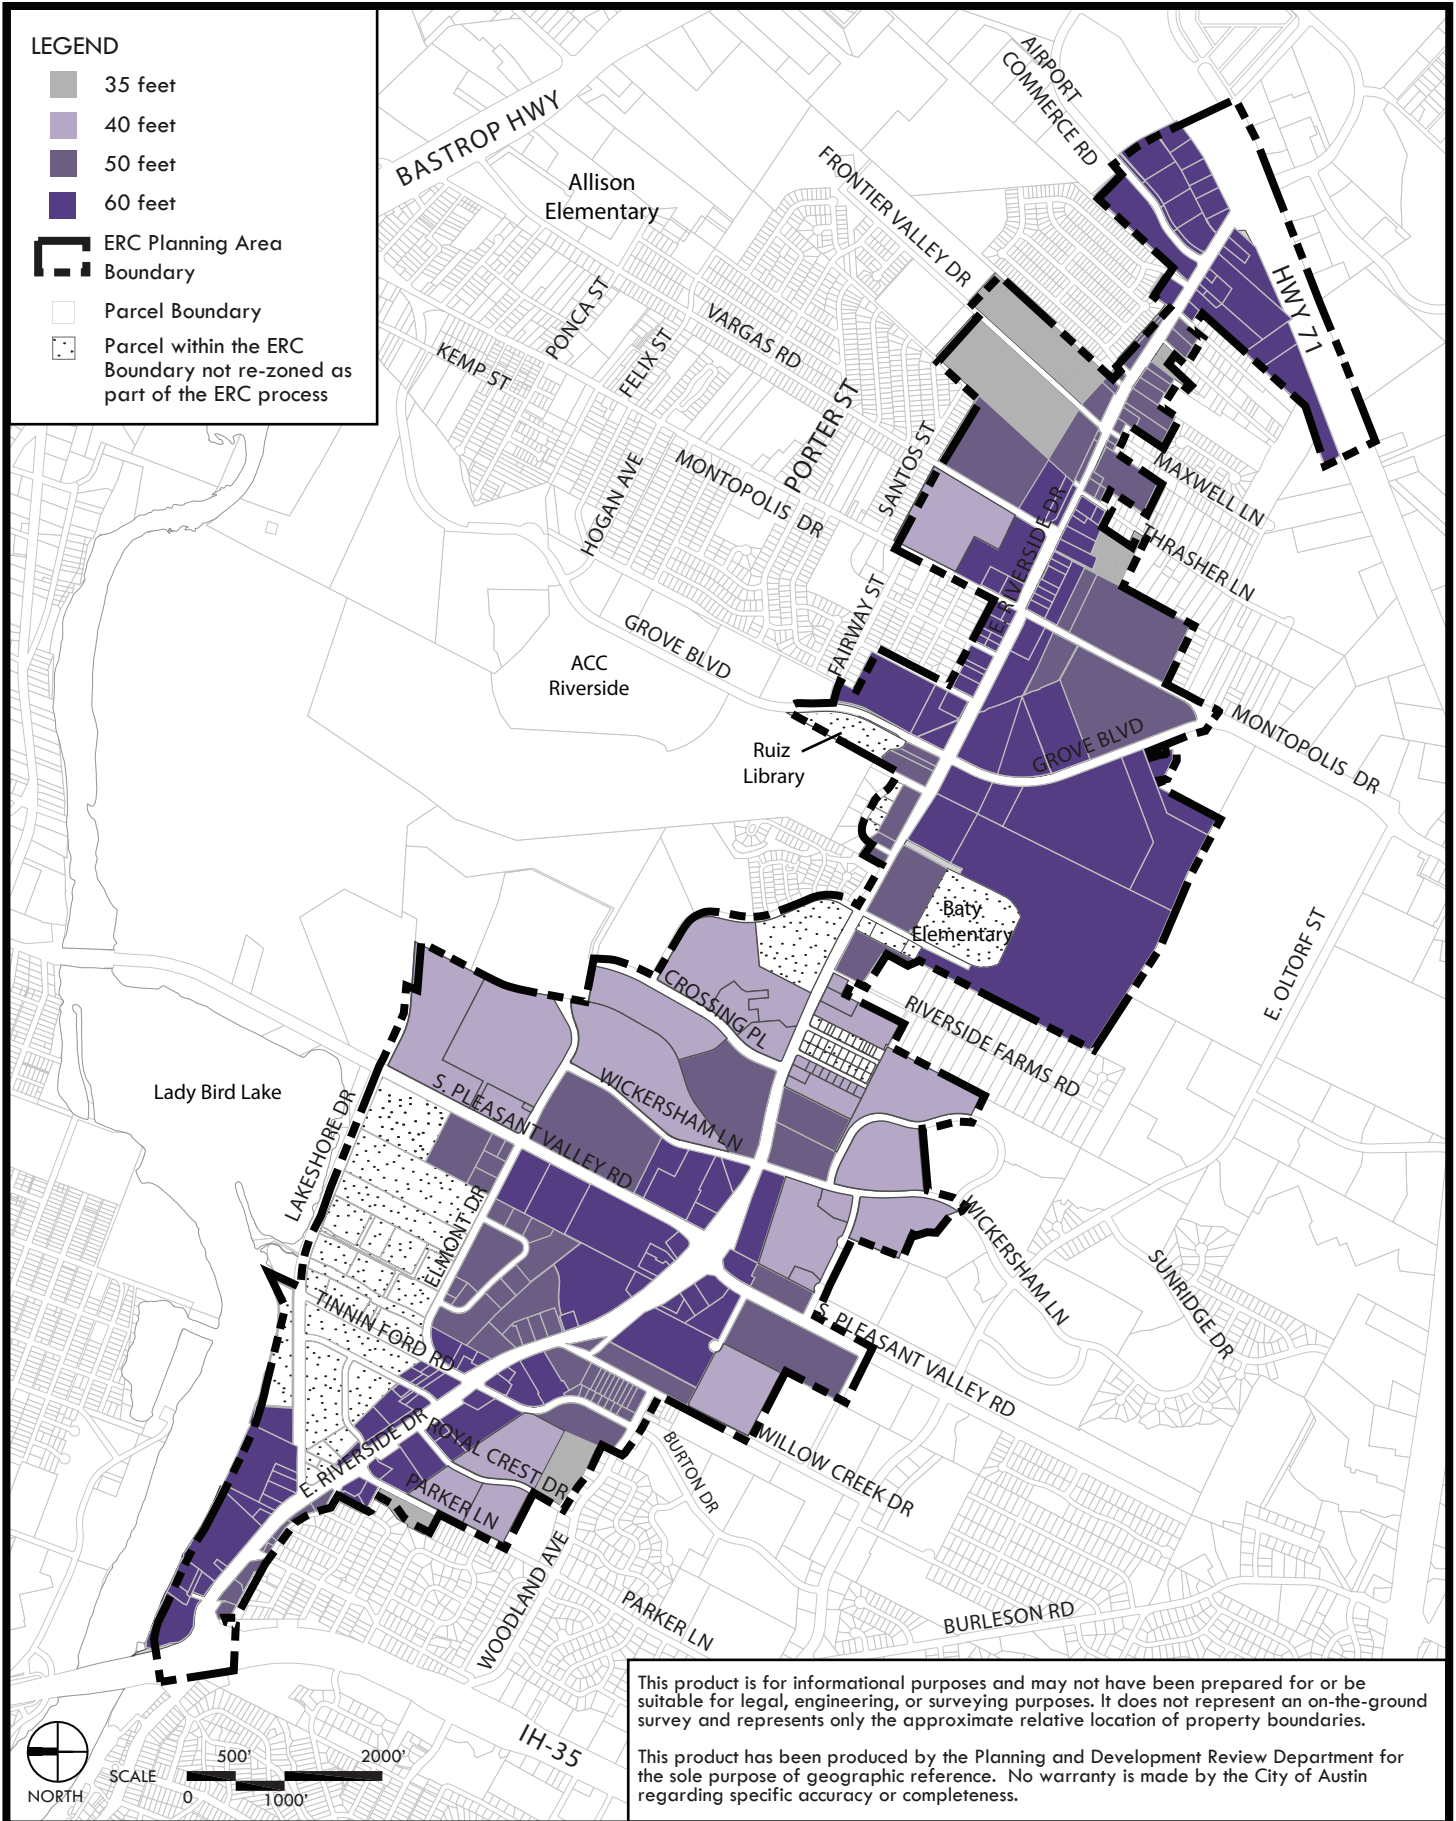 LEGEND
35 feet
40 feet
50 feet
60 feet
ERC Planning Area
Boundary
Parcel Boundary
Parcel within the ERC
Boundary not re-zoned as
part of the ERC process
BASTROP HWY
Allison
Elementary
AIRPORT
COMMERCE RD
FRONTIER VALLEY DR
HWY 71
PONCA ST
KEMP ST
FELIX ST
VARGAS RD
PORTER ST
SANTOS ST
HOGAN AVE
MONTOPOLIS DR
MAXWELL LN
THRASHER LN
E. RIVERSIDE DR
FAIRWAY ST
GROVE BLVD
ACC
Riverside
Ruiz
Library
GROVE BLVD
MONTOPOLIS DR
Baty
Elementary
E. OLTORF ST
RIVERSIDE FARMS RD
CROSSING PL
WICKERSHAM LN
S. PLEASANT VALLEY RD
Lady Bird Lake
LAKESHORE DR
ELMONT DR
TINNIN FORD RD
WICKERSHAM LN
SUNRIDGE DR
S. PLEASANT VALLEY RD
E. RIVERSIDE DR
ROYAL CREST DR
PARKER LN
BURTON DR
WILLOW CREEK DR
WOODLAND AVE
PARKER LN
BURLESON RD
IH-35
NORTH
SCALE
500'
2000'
0
1000'
This product is for informational purposes and may not have been prepared for or be
suitable for legal, engineering, or surveying purposes. It does not represent an on-the-ground
survey and represents only the approximate relative location of property boundaries.
This product has been produced by the Planning and Development Review Department for
the sole purpose of geographic reference. No warranty is made by the City of Austin
regarding specific accuracy or completeness.